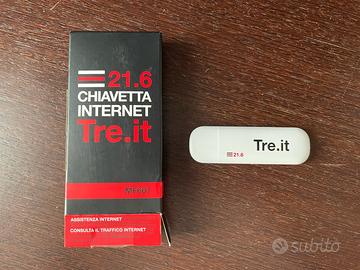 21.6
CHIAVETTA
INTERNET
Tre.it
ASSISTENZA INTERNET
CONSULTA IL TRAFFICO INTERNET
21.6
Tre.it
subito